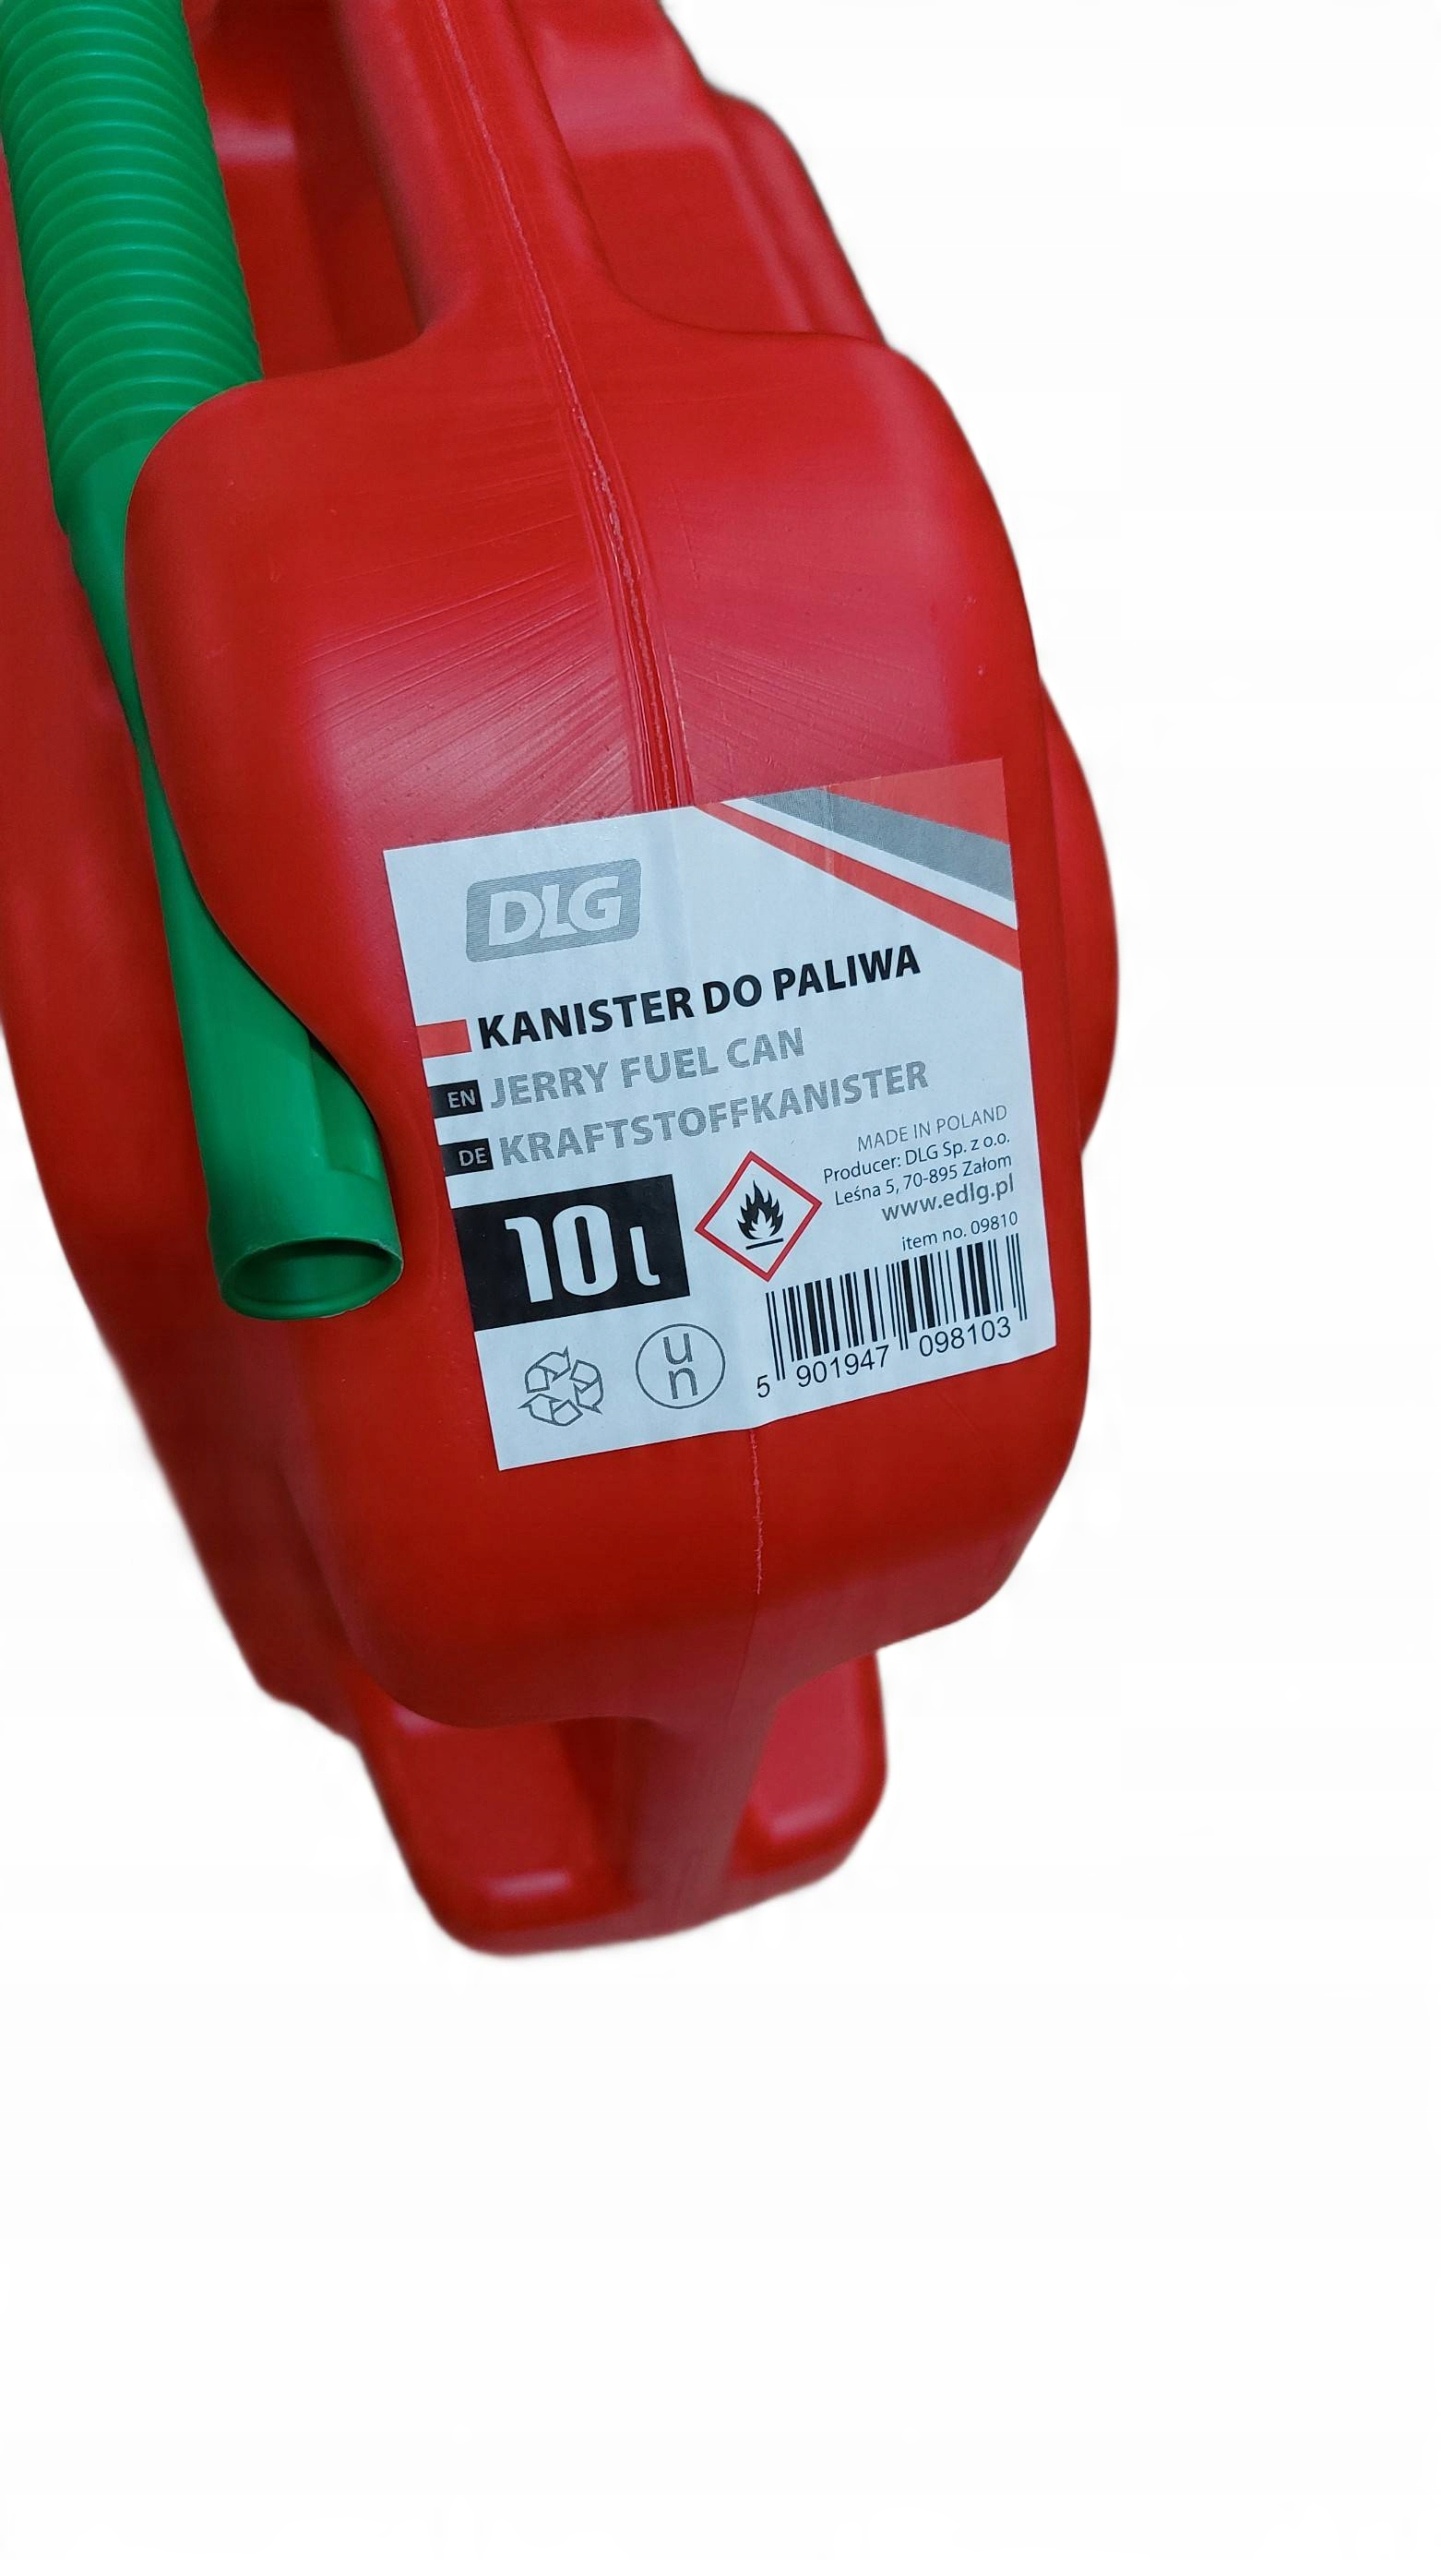 DLG
KANISTER DO PALIWA
EN JERRY FUEL CAN
DE KRAFTSTOFFKANISTER
MADE IN POLAND
Producer: DLG Sp. z o.o.
Leśna 5, 70-895 Załom
www.edlg.pl
item no. 09810
10l
un
5 901947 098103